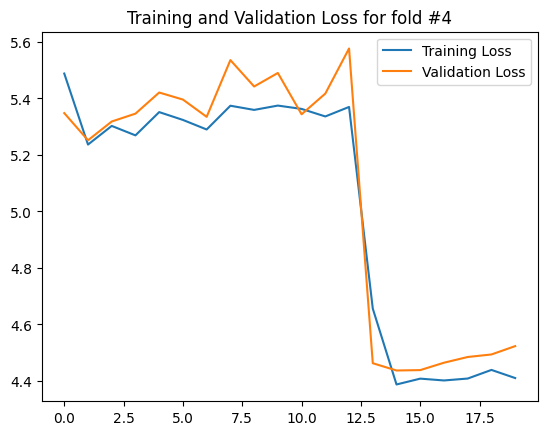 Training and Validation Loss for fold #4
Training Loss
Validation Loss
5.6
5.4
5.2
5.0
4.8
4.6
4.4
0.0 2.5 5.0 7.5 10.0 12.5 15.0 17.5